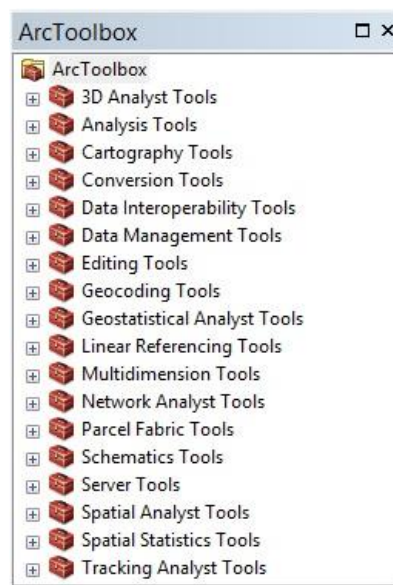 ArcToolbox
ArcToolbox
3D Analyst Tools
Analysis Tools
Cartography Tools
Conversion Tools
Data Interoperability Tools
Data Management Tools
Editing Tools
Geocoding Tools
Geostatistical Analyst Tools
Linear Referencing Tools
Multidimension Tools
Network Analyst Tools
Parcel Fabric Tools
Schematics Tools
Server Tools
Spatial Analyst Tools
Spatial Statistics Tools
Tracking Analyst Tools